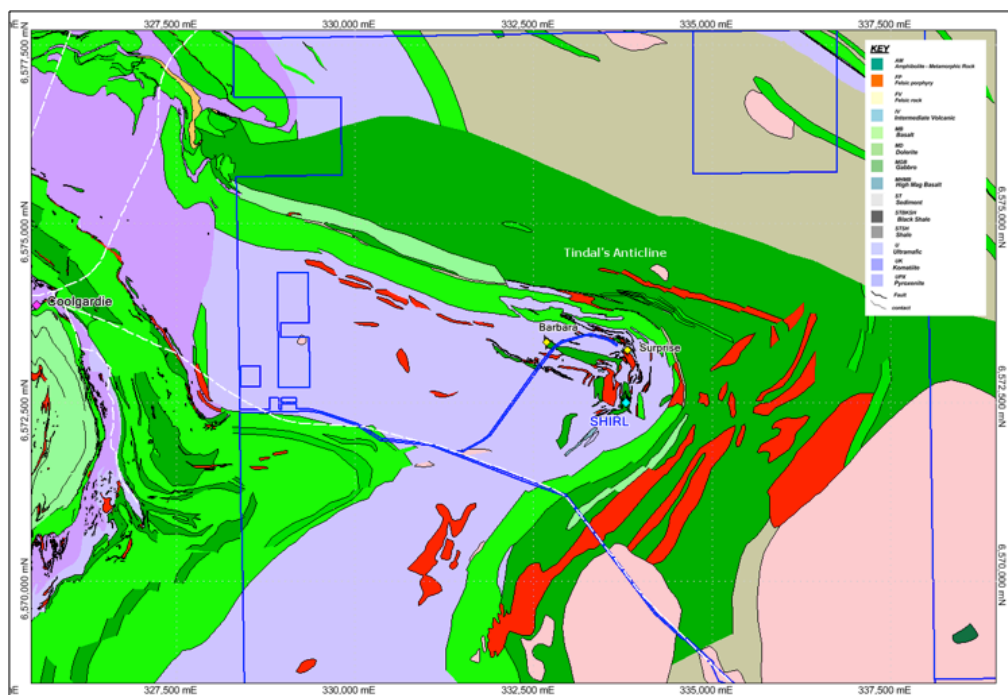 327,500 mE 330,000 mE 332,500 mE 335,000 mE 337,500 mE
6,577,500 mN
6,577,500 mN
KEY
AM
Amphibolite - Metamorphic Rock
FP
Felsic porphyry
FV
Felsic rock
IV
Intermediate Volcanic
MB
Basalt
MD
Dolerite
MGB
Gabbro
MHMB
High Mag Basalt
ST
Sediment
STBKSH
Black Shale
STSH
Shale
U
Ultramafic
UK
Komatiite
UPX
Pyroxenite
Fault
contact
6,575,000 mN
6,575,000 mN
Tindal's Anticline
Coolgardie
Barbara
Surprise
SHIRL
6,572,500 mN
6,572,500 mN
6,570,000 mN
6,570,000 mN
327,500 mE 330,000 mE 332,500 mE 335,000 mE 337,500 mE